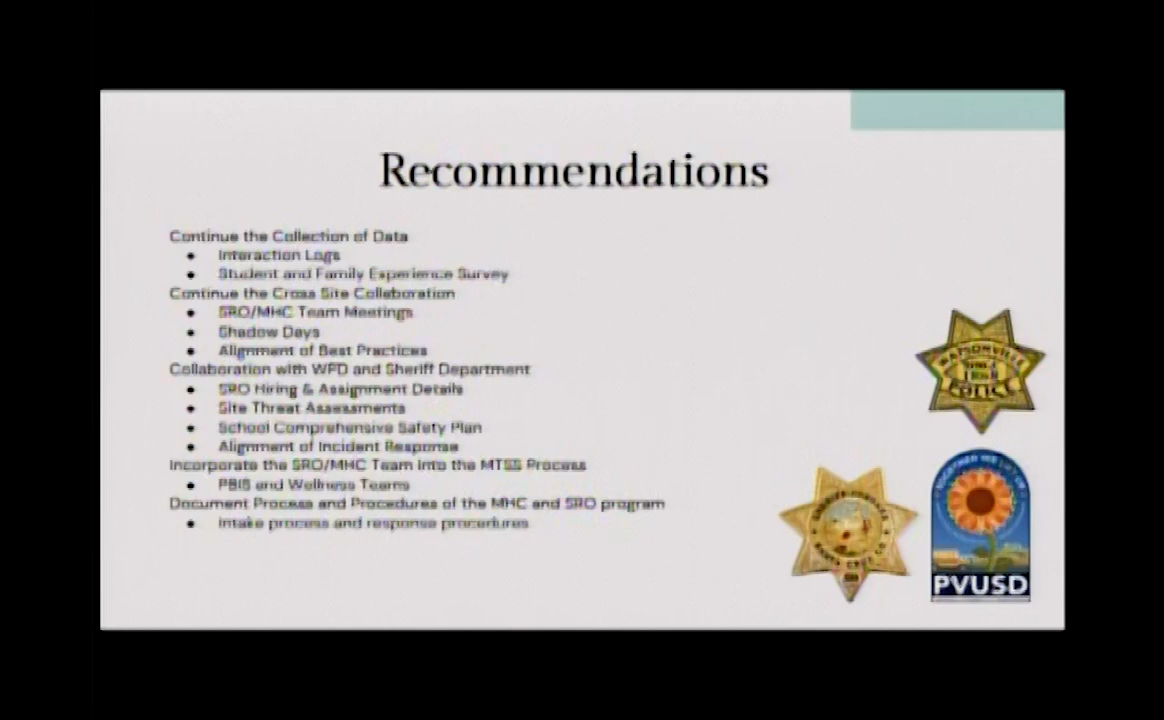 Recommendations
Continue the Collection of Data
● Interaction Logs
● Student and Family Experience Survey
Continue the Cross Site Collaboration
● SRO/MHC Team Meetings
● Shadow Days
● Alignment of Best Practices
Collaboration with WPD and Sheriff Department
● SRO Hiring & Assignment Details
● Site Threat Assessments
● School Comprehensive Safety Plan
● Alignment of Incident Response
Incorporate the SRO/MHC Team into the MTSS Process
● PBIS and Wellness Teams
Document Process and Procedures of the MHC and SRO program
● Intake process and response procedures
WATSONVILLE
POLICE
PVUSD